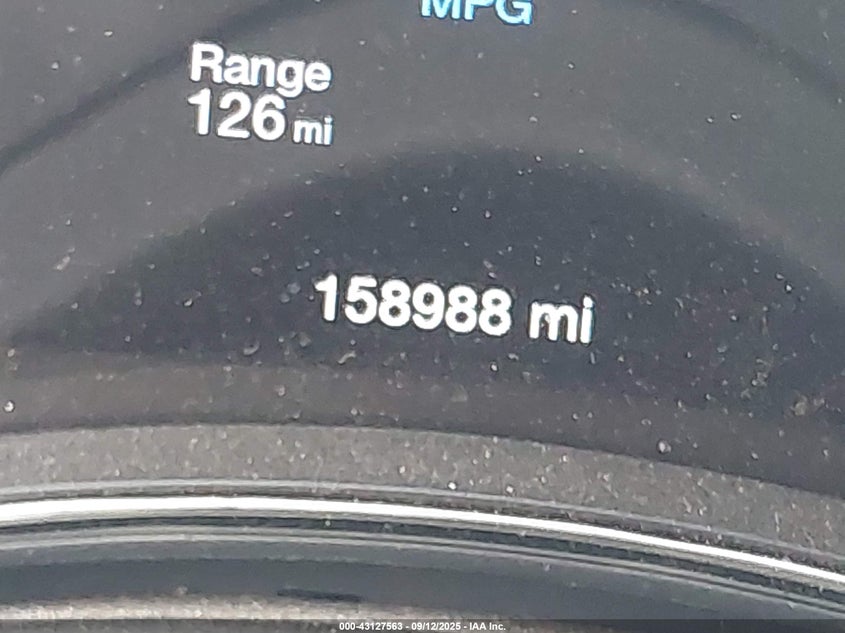 MPG
Range
126 mi
158988 mi
000-43127563 - 09/12/2025 - IAA Inc.